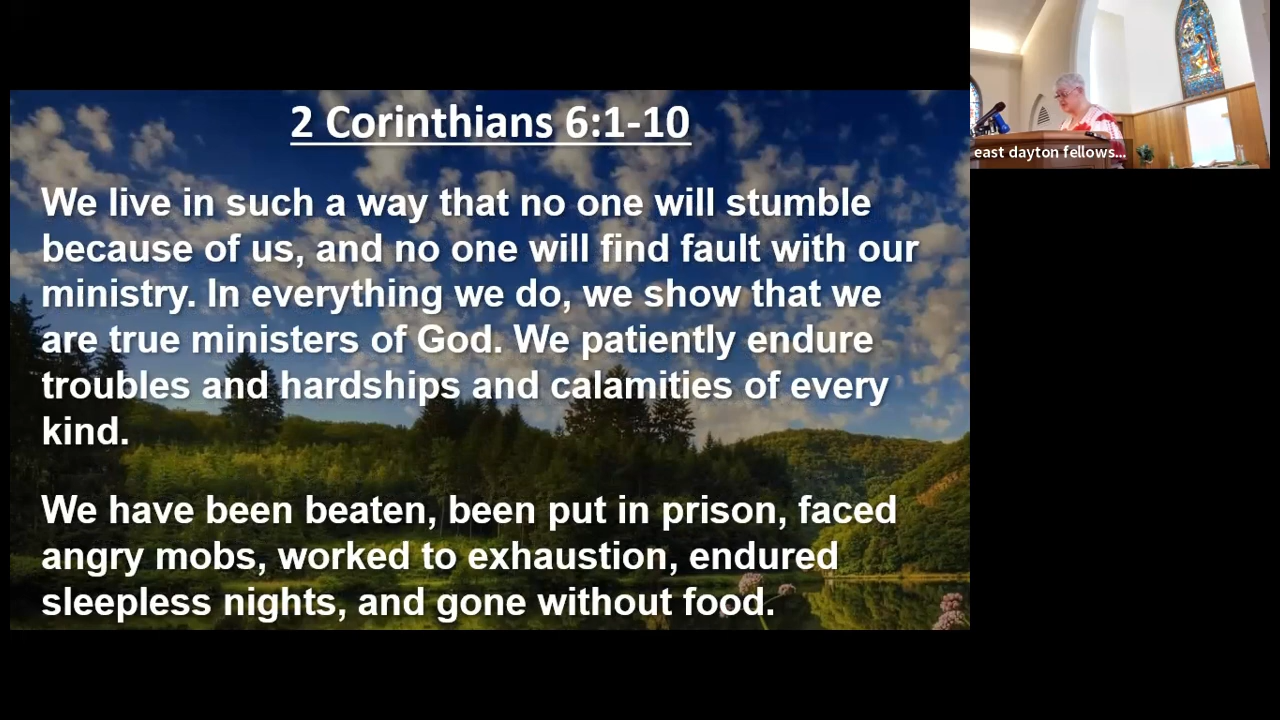 2 Corinthians 6:1-10
We live in such a way that no one will stumble
because of us, and no one will find fault with our
ministry. In everything we do, we show that we
are true ministers of God. We patiently endure
troubles and hardships and calamities of every
kind.
We have been beaten, been put in prison, faced
angry mobs, worked to exhaustion, endured
sleepless nights, and gone without food.
east dayton fellows...